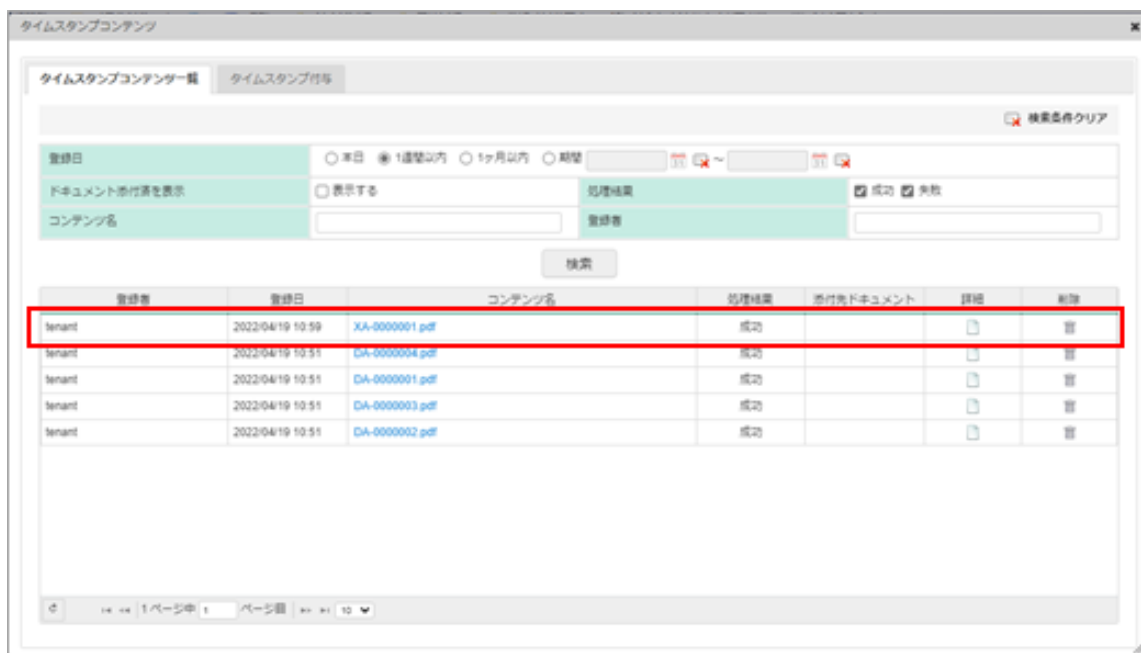 タイムスタンプコンテンツ
タイムスタンプコンテンツ一覧 タイムスタンプ付与
検索条件クリア
登録日 本日 1週間以内 1ヶ月以内 期間 ~
ドキュメント添付済を表示 表示する 処理結果 成功 失敗
コンテンツ名 登録者
検索
登録者 登録日 コンテンツ名 処理結果 添付先ドキュメント 詳細 削除
tenant 2022/04/19 10:59 XA-0000001.pdf 成功
tenant 2022/04/19 10:51 DA-0000004.pdf 成功
tenant 2022/04/19 10:51 DA-0000001.pdf 成功
tenant 2022/04/19 10:51 DA-0000003.pdf 成功
tenant 2022/04/19 10:51 DA-0000002.pdf 成功
1 ページ中 1 ページ目 10